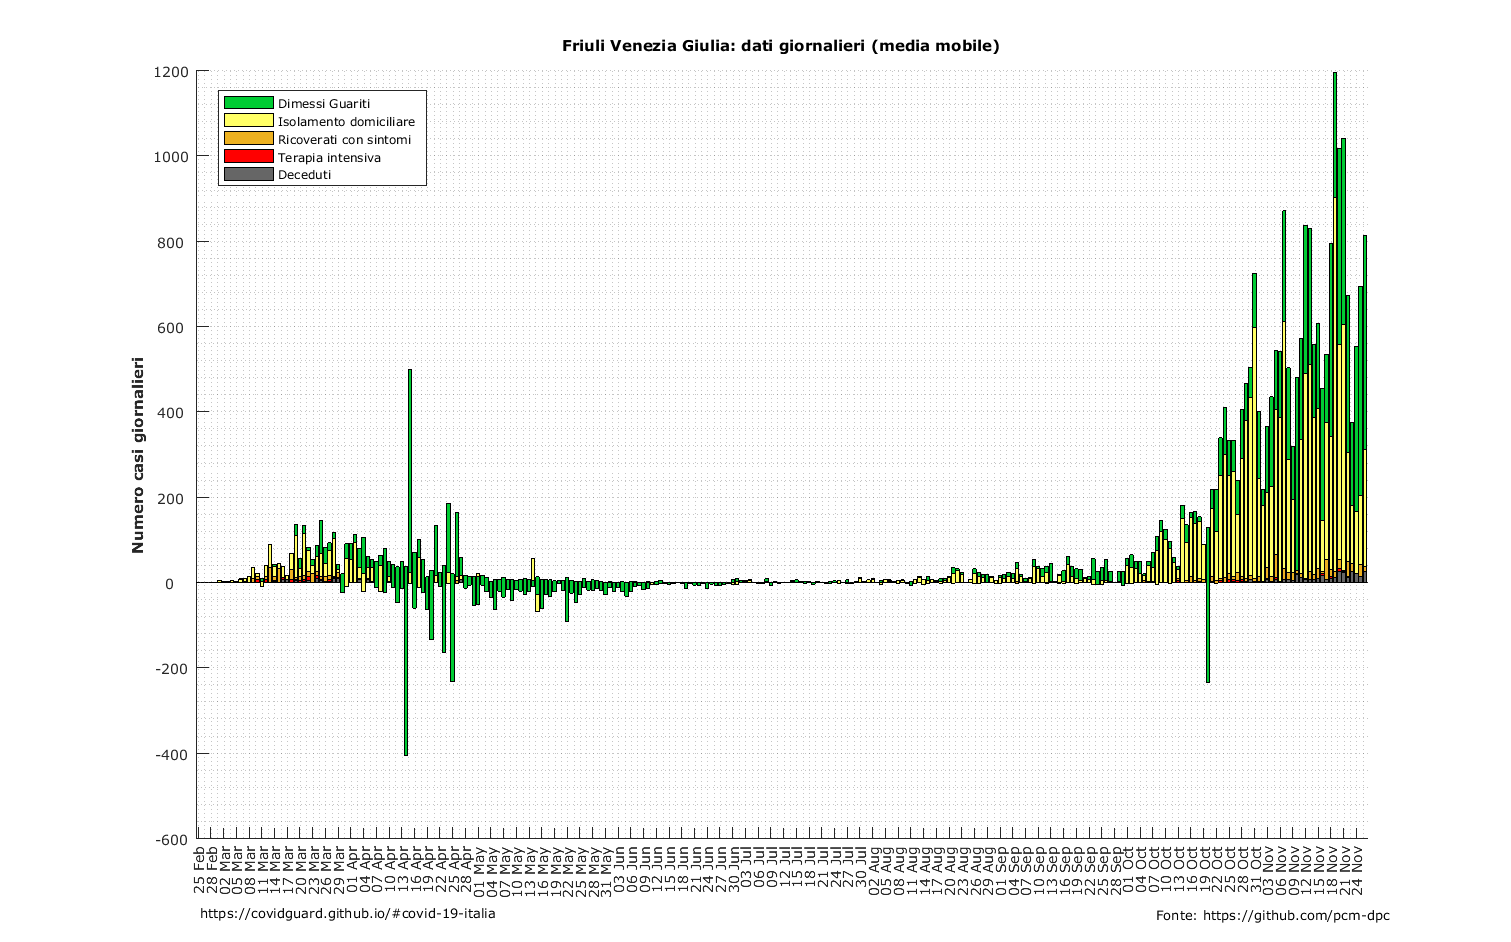 Friuli Venezia Giulia: dati giornalieri (media mobile)
Dimessi Guariti
Isolamento domiciliare
Ricoverati con sintomi
Terapia intensiva
Deceduti
Numero casi giornalieri
1200
1000
800
600
400
200
0
-200
-400
-600
25 Feb
28 Feb
02 Mar
05 Mar
08 Mar
11 Mar
14 Mar
17 Mar
20 Mar
23 Mar
26 Mar
29 Mar
01 Apr
04 Apr
07 Apr
10 Apr
13 Apr
16 Apr
19 Apr
22 Apr
25 Apr
28 Apr
01 May
04 May
07 May
10 May
13 May
16 May
19 May
22 May
25 May
28 May
31 May
03 Jun
06 Jun
09 Jun
12 Jun
15 Jun
18 Jun
21 Jun
24 Jun
27 Jun
30 Jun
03 Jul
06 Jul
09 Jul
12 Jul
15 Jul
18 Jul
21 Jul
24 Jul
27 Jul
30 Jul
02 Aug
05 Aug
08 Aug
11 Aug
14 Aug
17 Aug
20 Aug
23 Aug
26 Aug
29 Aug
01 Sep
04 Sep
07 Sep
10 Sep
13 Sep
16 Sep
19 Sep
22 Sep
25 Sep
28 Sep
01 Oct
04 Oct
07 Oct
10 Oct
13 Oct
16 Oct
19 Oct
22 Oct
25 Oct
28 Oct
31 Oct
03 Nov
06 Nov
09 Nov
12 Nov
15 Nov
18 Nov
21 Nov
24 Nov
https://covidguard.github.io/#covid-19-italia
Fonte: https://github.com/pcm-dpc